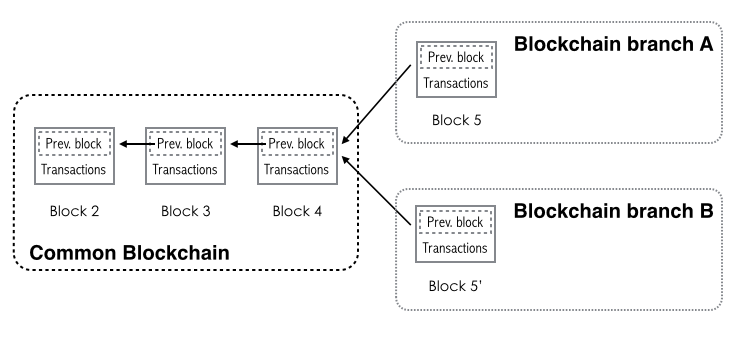 Blockchain branch A
Prev. block
Transactions
Block 5
Prev. block
Transactions
Block 2
Prev. block
Transactions
Block 3
Prev. block
Transactions
Block 4
Common Blockchain
Blockchain branch B
Prev. block
Transactions
Block 5'